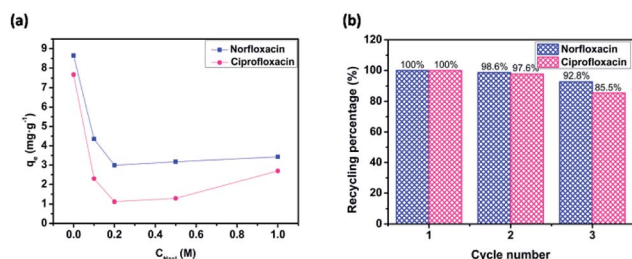 (a)
Norfloxacin
Ciprofloxacin
qe (mg·g-1)
9
8
7
6
5
4
3
2
1
0
0.0 0.2 0.4 0.6 0.8 1.0
CNaCl (M)
(b)
Norfloxacin
Ciprofloxacin
Recycling percentage (%)
120
100
80
60
40
20
0
100% 100%
98.6% 97.6%
92.8%
85.5%
1 2 3
Cycle number